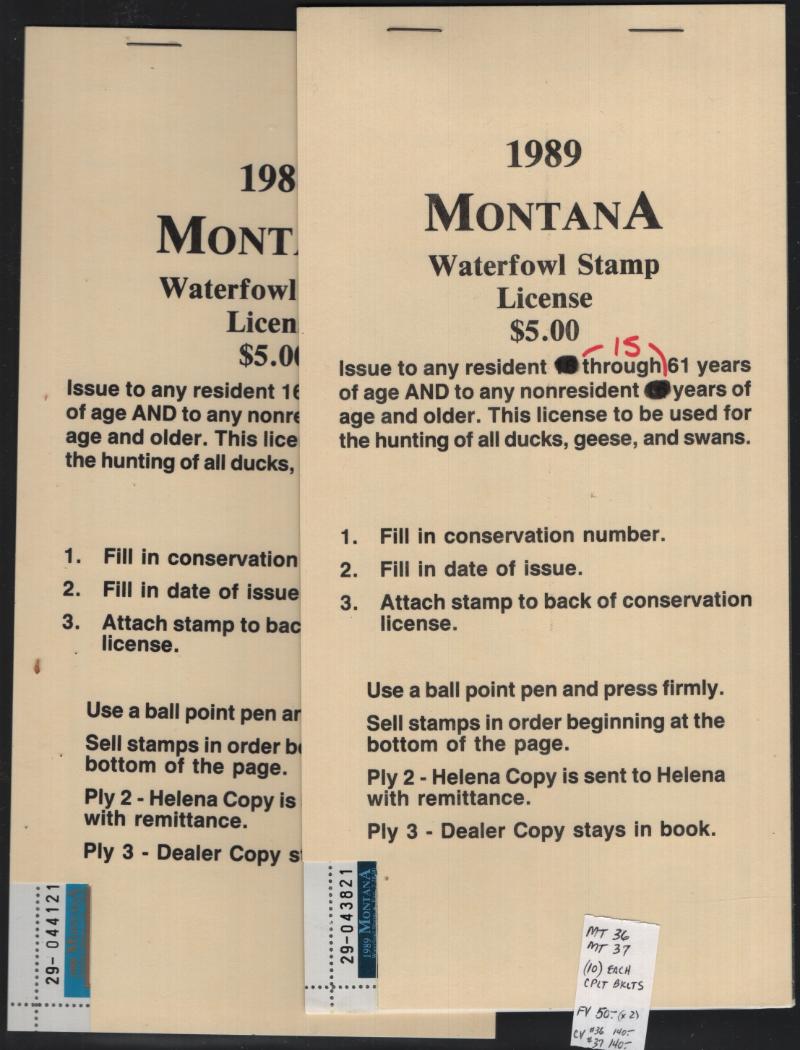 198
MONT
Waterfowl
Licen
$5.0
Issue to any resident 16
of age AND to any nonre
age and older. This lice
the hunting of all ducks,
1. Fill in conservation
2. Fill in date of issue
3. Attach stamp to bac
license.
Use a ball point pen ar
Sell stamps in order b
bottom of the page.
Ply 2 - Helena Copy is
with remittance.
Ply 3 - Dealer Copy s
29-044121
1989
MONTANA
Waterfowl Stamp
License
$5.00
15
Issue to any resident through 61 years
of age AND to any nonresident years of
age and older. This license to be used for
the hunting of all ducks, geese, and swans.
1. Fill in conservation number.
2. Fill in date of issue.
3. Attach stamp to back of conservation
license.
Use a ball point pen and press firmly.
Sell stamps in order beginning at the
bottom of the page.
Ply 2 - Helena Copy is sent to Helena
with remittance.
Ply 3 - Dealer Copy stays in book.
29-043821
1989 MONTANA
MT 36
MT 37
(10) EACH
CPLT BKLTS
FV 50.- (x2)
CV #36 140.-
#37 140.-